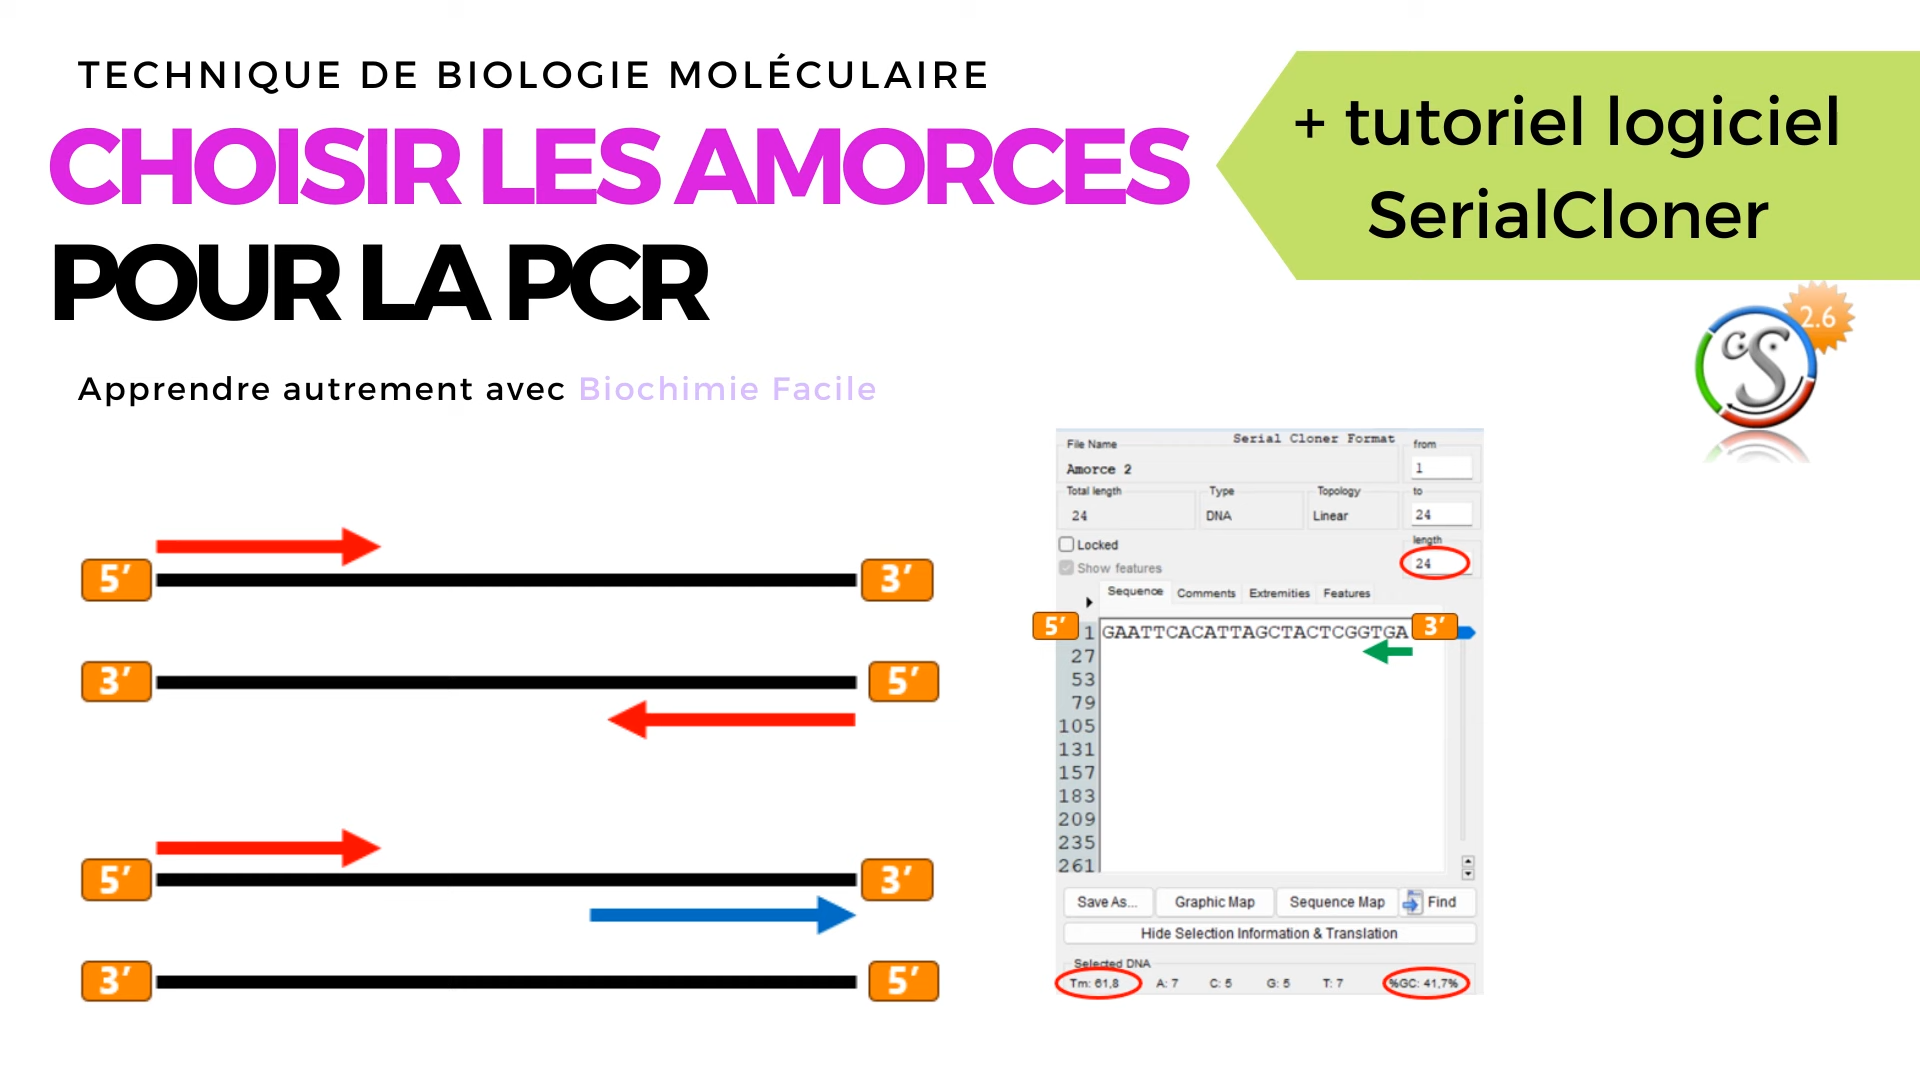 TECHNIQUE DE BIOLOGIE MOLÉCULAIRE
CHOISIR LES AMORCES
POUR LA PCR
Apprendre autrement avec Biochimie Facile
+ tutoriel logiciel
SerialCloner
2.6
S
5' 3'
3' 5'
5' 3'
3' 5'
Serial Cloner Format
File Name
from
Amorce 2
1
Total length Type Topology to
24 DNA Linear 24
Locked
length
Show features
24
Sequence Comments Extremities Features
5' 1 GAATTCACATTAGCTACTCGGTGA 3'
27
53
79
105
131
157
183
209
235
261
Save As... Graphic Map Sequence Map Find
Hide Selection Information & Translation
Selected DNA
Tm: 61,8 A: 7 C: 5 G: 5 T: 7 %GC: 41,7%